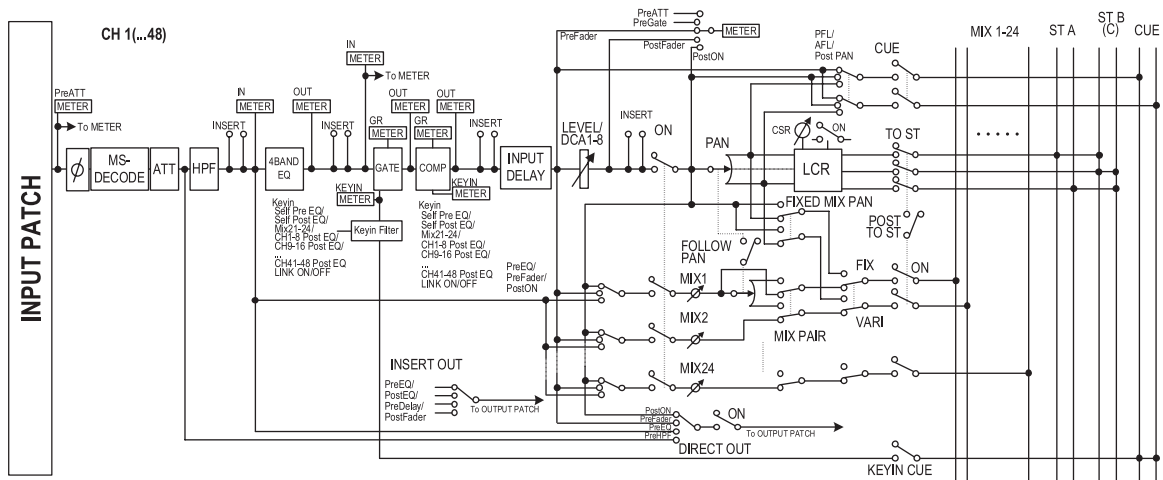 CH 1(...48)
INPUT PATCH
PreATT
METER
To METER
ø
MS-
DECODE
ATT
HPF
INSERT
IN
METER
4BAND
EQ
OUT
METER
INSERT
IN
METER
To METER
GR
METER
GATE
OUT
METER
GR
METER
COMP
OUT
METER
INSERT
KEYIN
METER
KEYIN
METER
Keyin Filter
Keyin
Self Pre EQ/
Self Post EQ/
Mix21-24/
CH1-8 Post EQ/
CH9-16 Post EQ/
...
CH41-48 Post EQ
LINK ON/OFF
Keyin
Self Pre EQ/
Self Post EQ/
Mix21-24/
CH1-8 Post EQ/
CH9-16 Post EQ/
...
CH41-48 Post EQ
LINK ON/OFF
INPUT
DELAY
PreATT
PreGate
PreFader
PostFader
PostON
METER
LEVEL/
DCA1-8
INSERT
ON
PAN
PFL/
AFL/
Post PAN
CUE
CSR
ON
LCR
TO ST
FIXED MIX PAN
POST
TO ST
FOLLOW
PAN
PreEQ/
PreFader/
PostON
MIX1
MIX2
MIX24
MIX PAIR
FIX
VARI
ON
INSERT OUT
PreEQ/
PostEQ/
PreDelay/
PostFader
To OUTPUT PATCH
PostON
PreFader
PreEQ
PreHPF
DIRECT OUT
ON
To OUTPUT PATCH
KEYIN CUE
MIX 1-24
.....
ST A
ST B
(C)
CUE